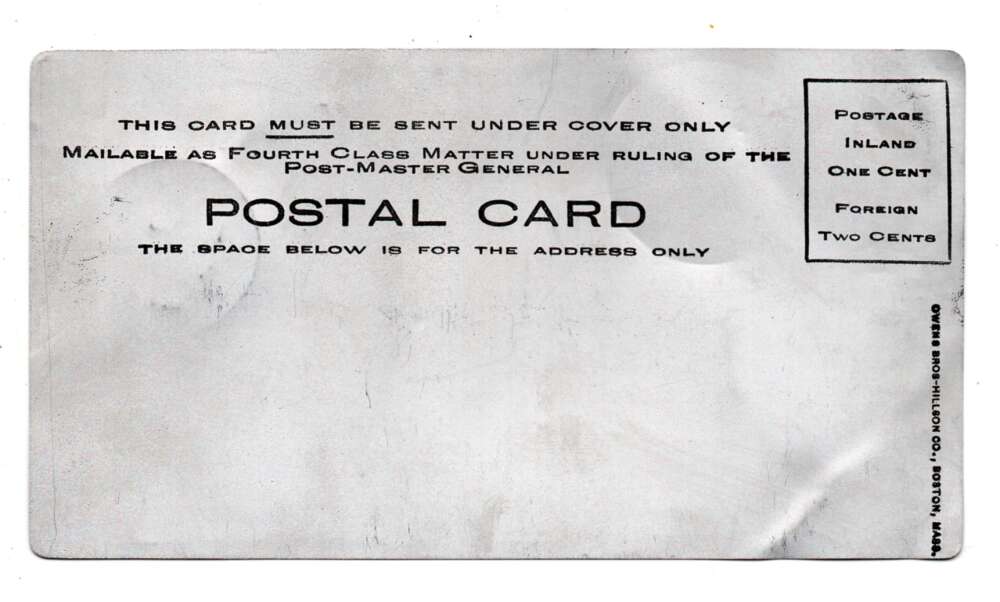 THIS CARD MUST BE SENT UNDER COVER ONLY
MAILABLE AS FOURTH CLASS MATTER UNDER RULING OF THE
POST-MASTER GENERAL
POSTAL CARD
THE SPACE BELOW IS FOR THE ADDRESS ONLY
POSTAGE
INLAND
ONE CENT
FOREIGN
TWO CENTS
OWENS BROS-HILLSON CO., BOSTON, MASS.